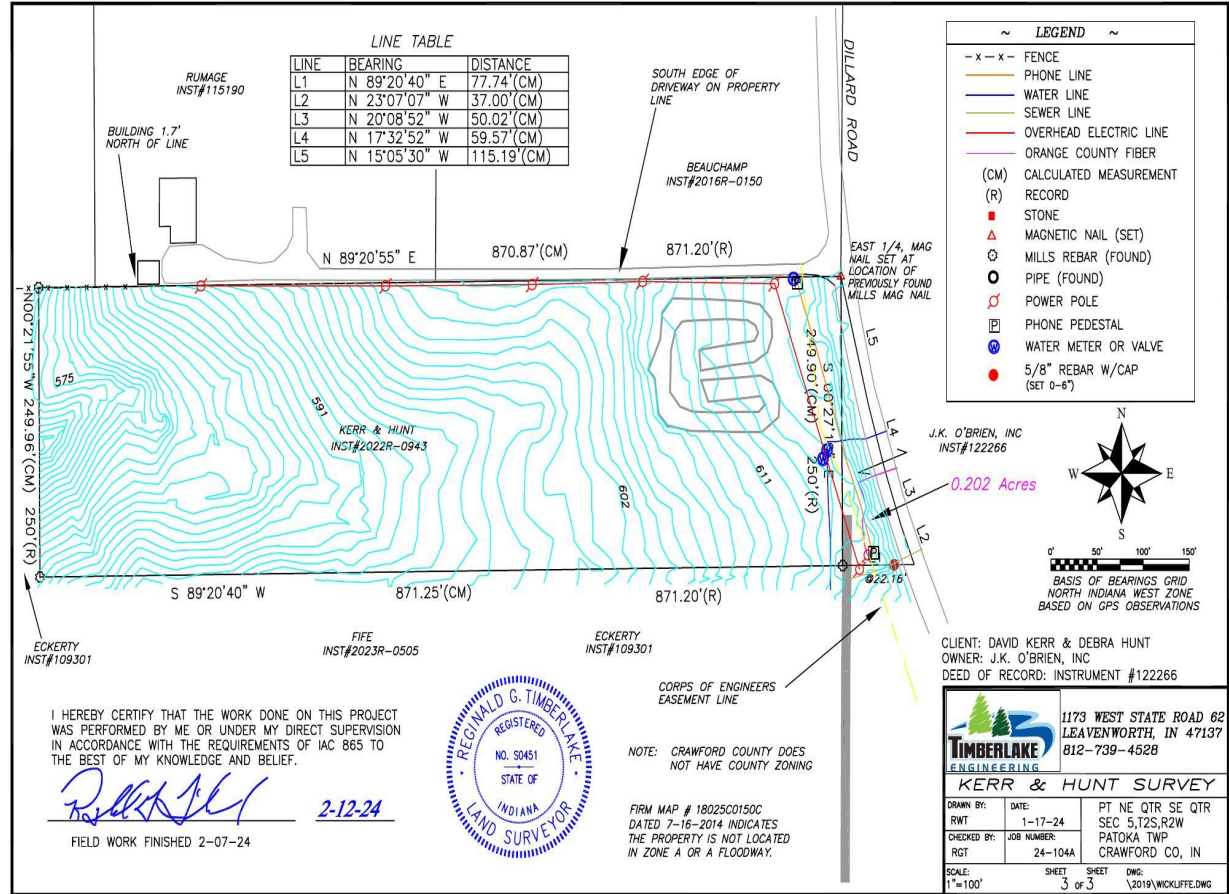 LINE TABLE
LINE BEARING DISTANCE
L1 N 89°20'40" E 77.74'(CM)
L2 N 23°07'07" W 37.00'(CM)
L3 N 20°08'52" W 50.02'(CM)
L4 N 17°32'52" W 59.57'(CM)
L5 N 15°05'30" W 115.19'(CM)
RUMAGE
INST#115190
BUILDING 1.7'
NORTH OF LINE
SOUTH EDGE OF
DRIVEWAY ON PROPERTY
LINE
BEAUCHAMP
INST#2016R-0150
DILLARD ROAD
N 89°20'55" E 870.87'(CM) 871.20'(R)
EAST 1/4, MAG
NAIL SET AT
LOCATION OF
PREVIOUSLY FOUND
MILLS MAG NAIL
~ LEGEND ~
-x-x- FENCE
PHONE LINE
WATER LINE
SEWER LINE
OVERHEAD ELECTRIC LINE
ORANGE COUNTY FIBER
(CM) CALCULATED MEASUREMENT
(R) RECORD
STONE
MAGNETIC NAIL (SET)
MILLS REBAR (FOUND)
PIPE (FOUND)
POWER POLE
P PHONE PEDESTAL
W WATER METER OR VALVE
5/8" REBAR W/CAP
(SET 0-6")
N00°21'55"W 249.96'(CM) 250'(R)
575
591
602
611
KERR & HUNT
INST#2022R-0943
249.90'(CM) 250'(R)
L5
L4
L3
L2
P
P
J.K. O'BRIEN, INC
INST#122266
0.202 Acres
N
W E
S
0' 50' 100' 150'
BASIS OF BEARINGS GRID
NORTH INDIANA WEST ZONE
BASED ON GPS OBSERVATIONS
@22.16'
S 89°20'40" W 871.25'(CM) 871.20'(R)
ECKERTY
INST#109301
FIFE
INST#2023R-0505
ECKERTY
INST#109301
CORPS OF ENGINEERS
EASEMENT LINE
CLIENT: DAVID KERR & DEBRA HUNT
OWNER: J.K. O'BRIEN, INC
DEED OF RECORD: INSTRUMENT #122266
I HEREBY CERTIFY THAT THE WORK DONE ON THIS PROJECT
WAS PERFORMED BY ME OR UNDER MY DIRECT SUPERVISION
IN ACCORDANCE WITH THE REQUIREMENTS OF IAC 865 TO
THE BEST OF MY KNOWLEDGE AND BELIEF.
2-12-24
FIELD WORK FINISHED 2-07-24
REGINALD G. TIMBERLAKE
REGISTERED
NO. S0451
STATE OF
INDIANA
LAND SURVEYOR
NOTE: CRAWFORD COUNTY DOES
NOT HAVE COUNTY ZONING
FIRM MAP # 18025C0150C
DATED 7-16-2014 INDICATES
THE PROPERTY IS NOT LOCATED
IN ZONE A OR A FLOODWAY.
TIMBERLAKE
ENGINEERING
1173 WEST STATE ROAD 62
LEAVENWORTH, IN 47137
812-739-4528
KERR & HUNT SURVEY
DRAWN BY:
RWT
DATE:
1-17-24
CHECKED BY:
RGT
JOB NUMBER:
24-104A
PT NE QTR SE QTR
SEC 5,T2S,R2W
PATOKA TWP
CRAWFORD CO, IN
SCALE:
1"=100'
SHEET SHEET
3 OF 3
DWG:
\2019\WICKLIFFE.DWG